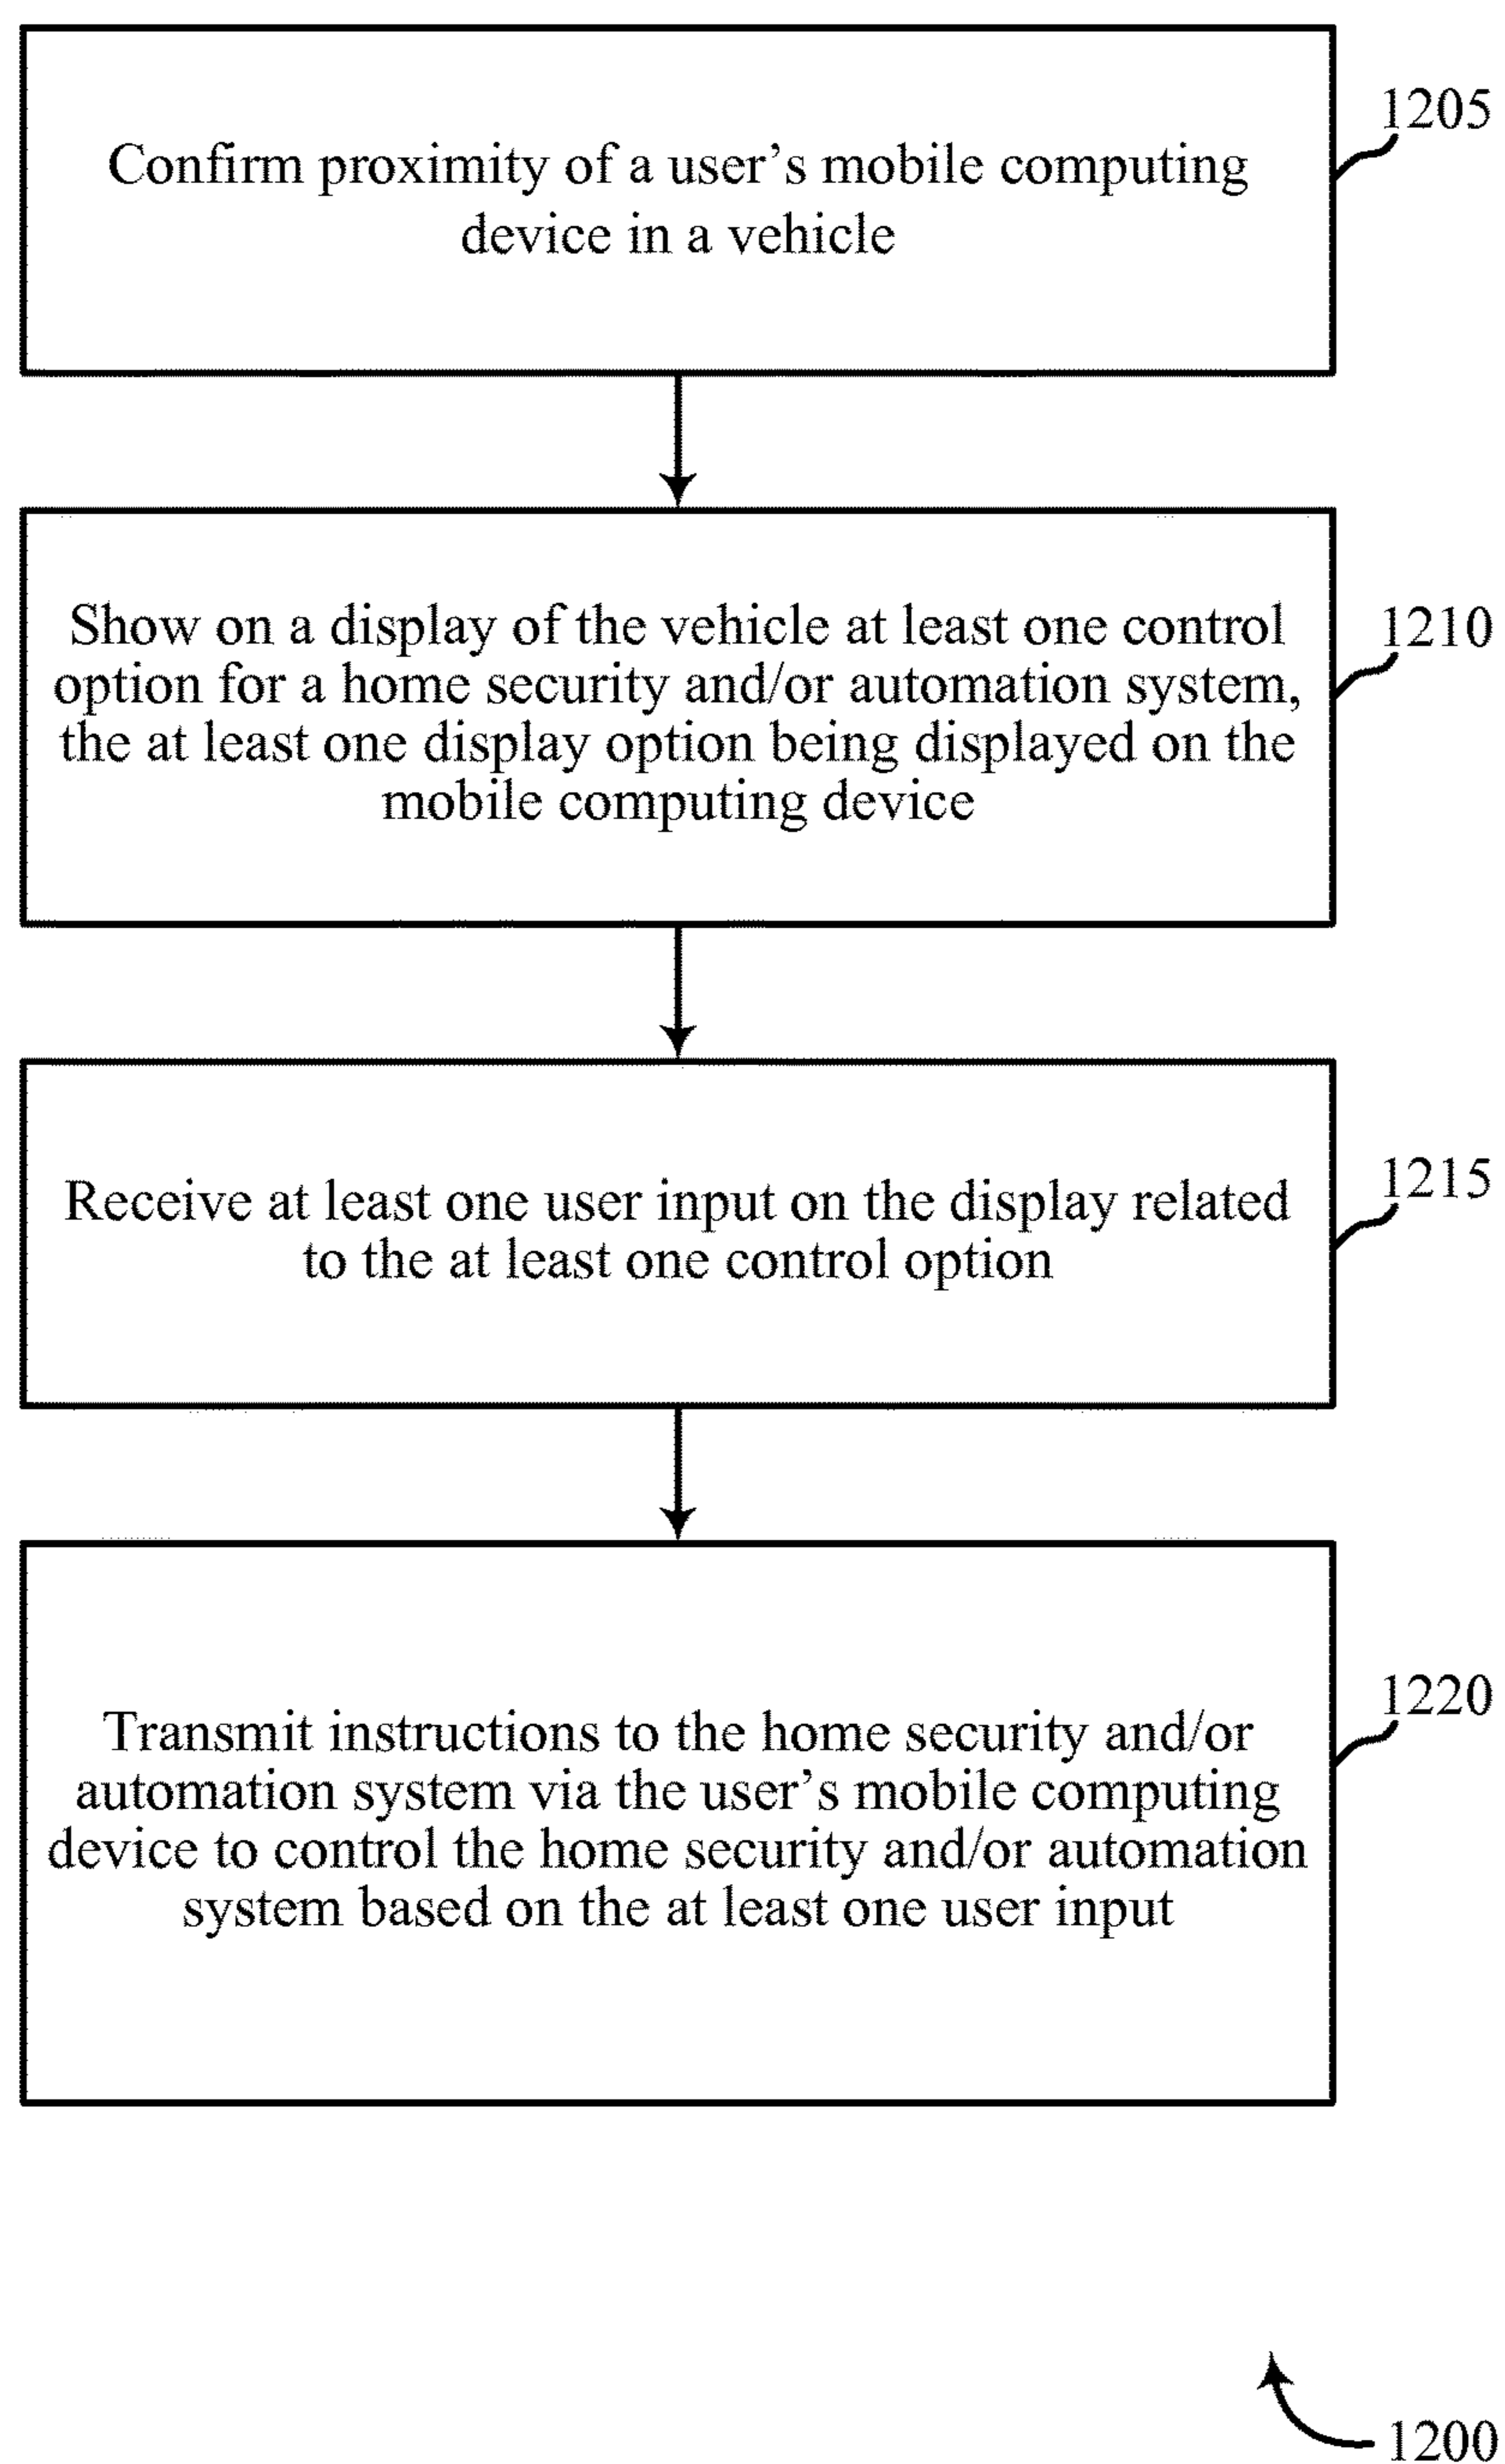 1205
Confirm proximity of a user’s mobile computing
device in a vehicle
1210
Show on a display of the vehicle at least one control
option for a home security and/or automation system,
the at least one display option being displayed on the
mobile computing device
1215
Receive at least one user input on the display related
to the at least one control option
1220
Transmit instructions to the home security and/or
automation system via the user’s mobile computing
device to control the home security and/or automation
system based on the at least one user input
1200